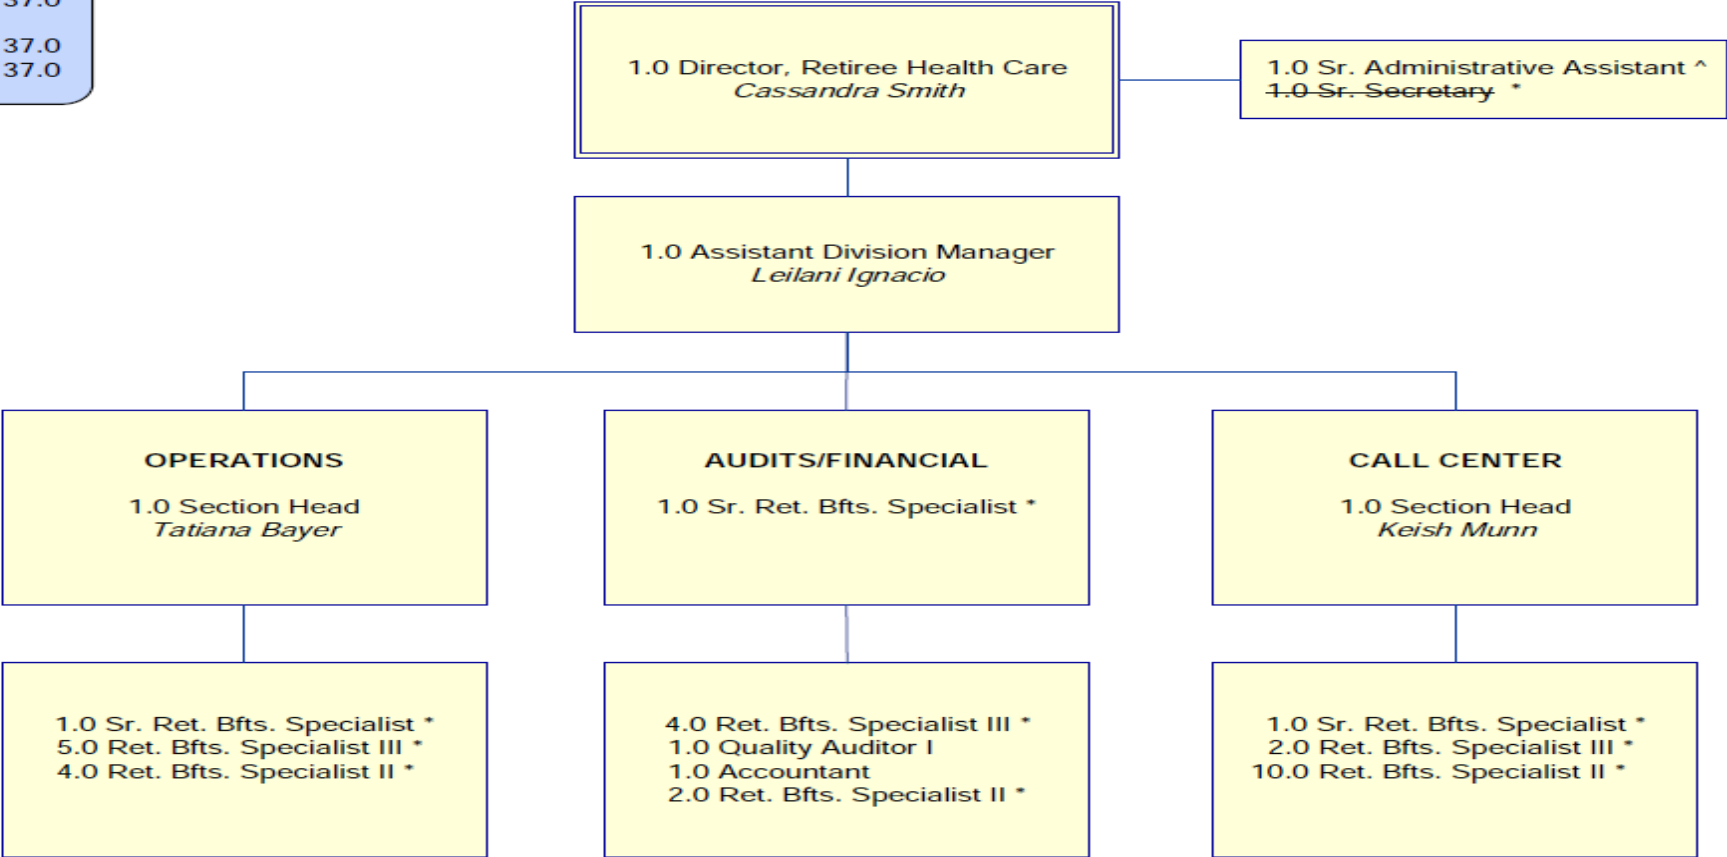 37.0
37.0
37.0
1.0 Director, Retiree Health Care
Cassandra Smith
1.0 Sr. Administrative Assistant ^
1.0 Sr. Secretary *
1.0 Assistant Division Manager
Leilani Ignacio
OPERATIONS
1.0 Section Head
Tatiana Bayer
AUDITS/FINANCIAL
1.0 Sr. Ret. Bfts. Specialist *
CALL CENTER
1.0 Section Head
Keish Munn
1.0 Sr. Ret. Bfts. Specialist *
5.0 Ret. Bfts. Specialist III *
4.0 Ret. Bfts. Specialist II *
4.0 Ret. Bfts. Specialist III *
1.0 Quality Auditor I
1.0 Accountant
2.0 Ret. Bfts. Specialist II *
1.0 Sr. Ret. Bfts. Specialist *
2.0 Ret. Bfts. Specialist III *
10.0 Ret. Bfts. Specialist II *